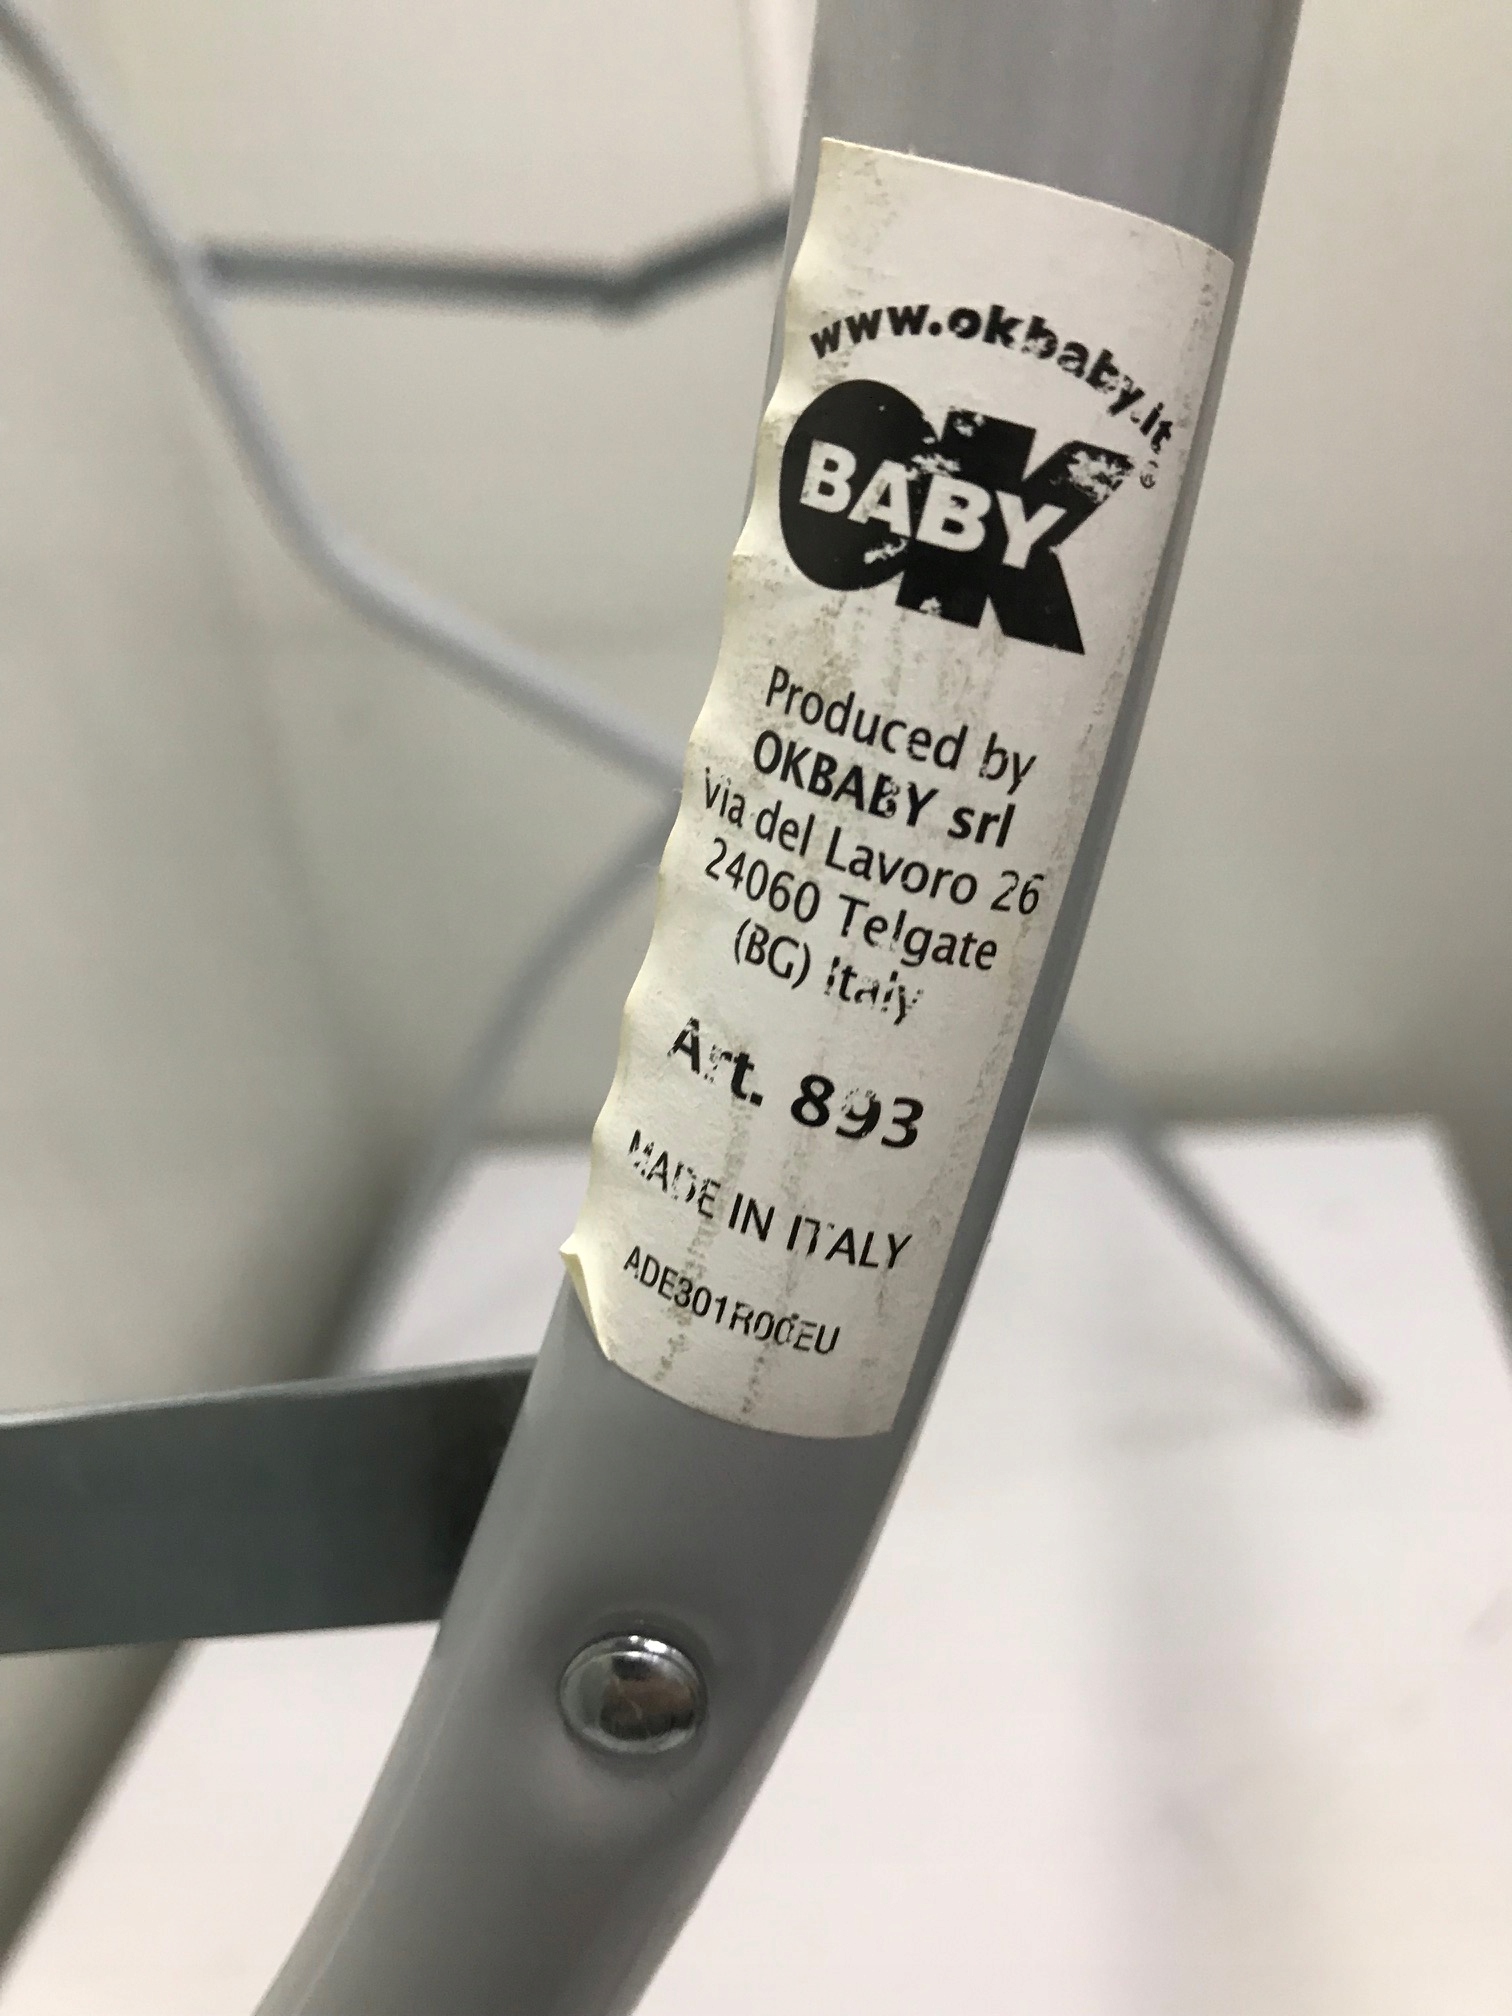 www.okbaby.it
OK
BABY
®
Produced by
OKBABY srl
Via del Lavoro 26
24060 Telgate
(BG) Italy
Art. 893
MADE IN ITALY